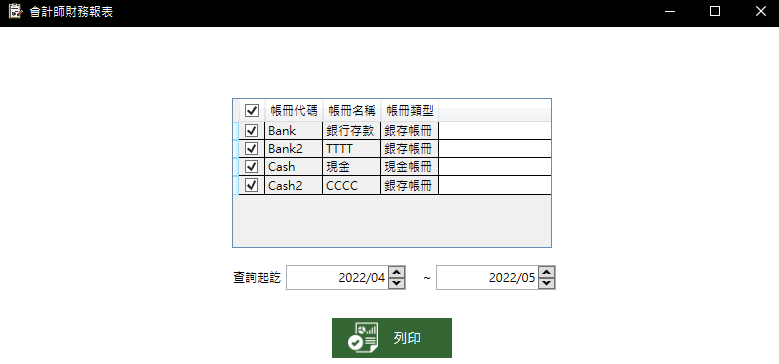 會計師財務報表
帳冊代碼 帳冊名稱 帳冊類型
Bank 銀行存款 銀存帳冊
Bank2 TTTT 銀存帳冊
Cash 現金 現金帳冊
Cash2 CCCC 銀存帳冊
查詢起訖 2022/04 ~ 2022/05
列印